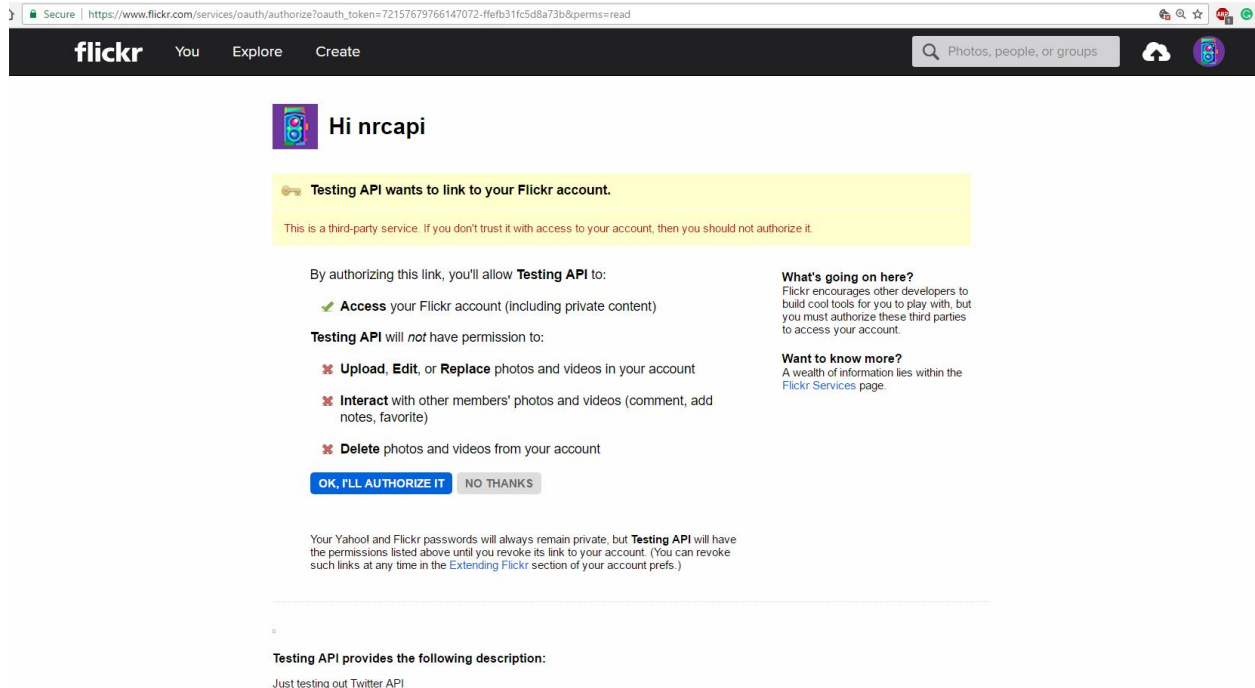 Secure | https://www.flickr.com/services/oauth/authorize?oauth_token=72157679766147072-ffefb31fc5d8a73b&perms=read
flickr You Explore Create Photos, people, or groups
Hi nrcapi
Testing API wants to link to your Flickr account.
This is a third-party service. If you don't trust it with access to your account, then you should not authorize it.
By authorizing this link, you'll allow Testing API to:
Access your Flickr account (including private content)
Testing API will not have permission to:
Upload, Edit, or Replace photos and videos in your account
Interact with other members' photos and videos (comment, add
notes, favorite)
Delete photos and videos from your account
OK, I'LL AUTHORIZE IT NO THANKS
Your Yahoo! and Flickr passwords will always remain private, but Testing API will have
the permissions listed above until you revoke its link to your account. (You can revoke
such links at any time in the Extending Flickr section of your account prefs.)
What's going on here?
Flickr encourages other developers to
build cool tools for you to play with, but
you must authorize these third parties
to access your account.
Want to know more?
A wealth of information lies within the
Flickr Services page.
Testing API provides the following description:
Just testing out Twitter API